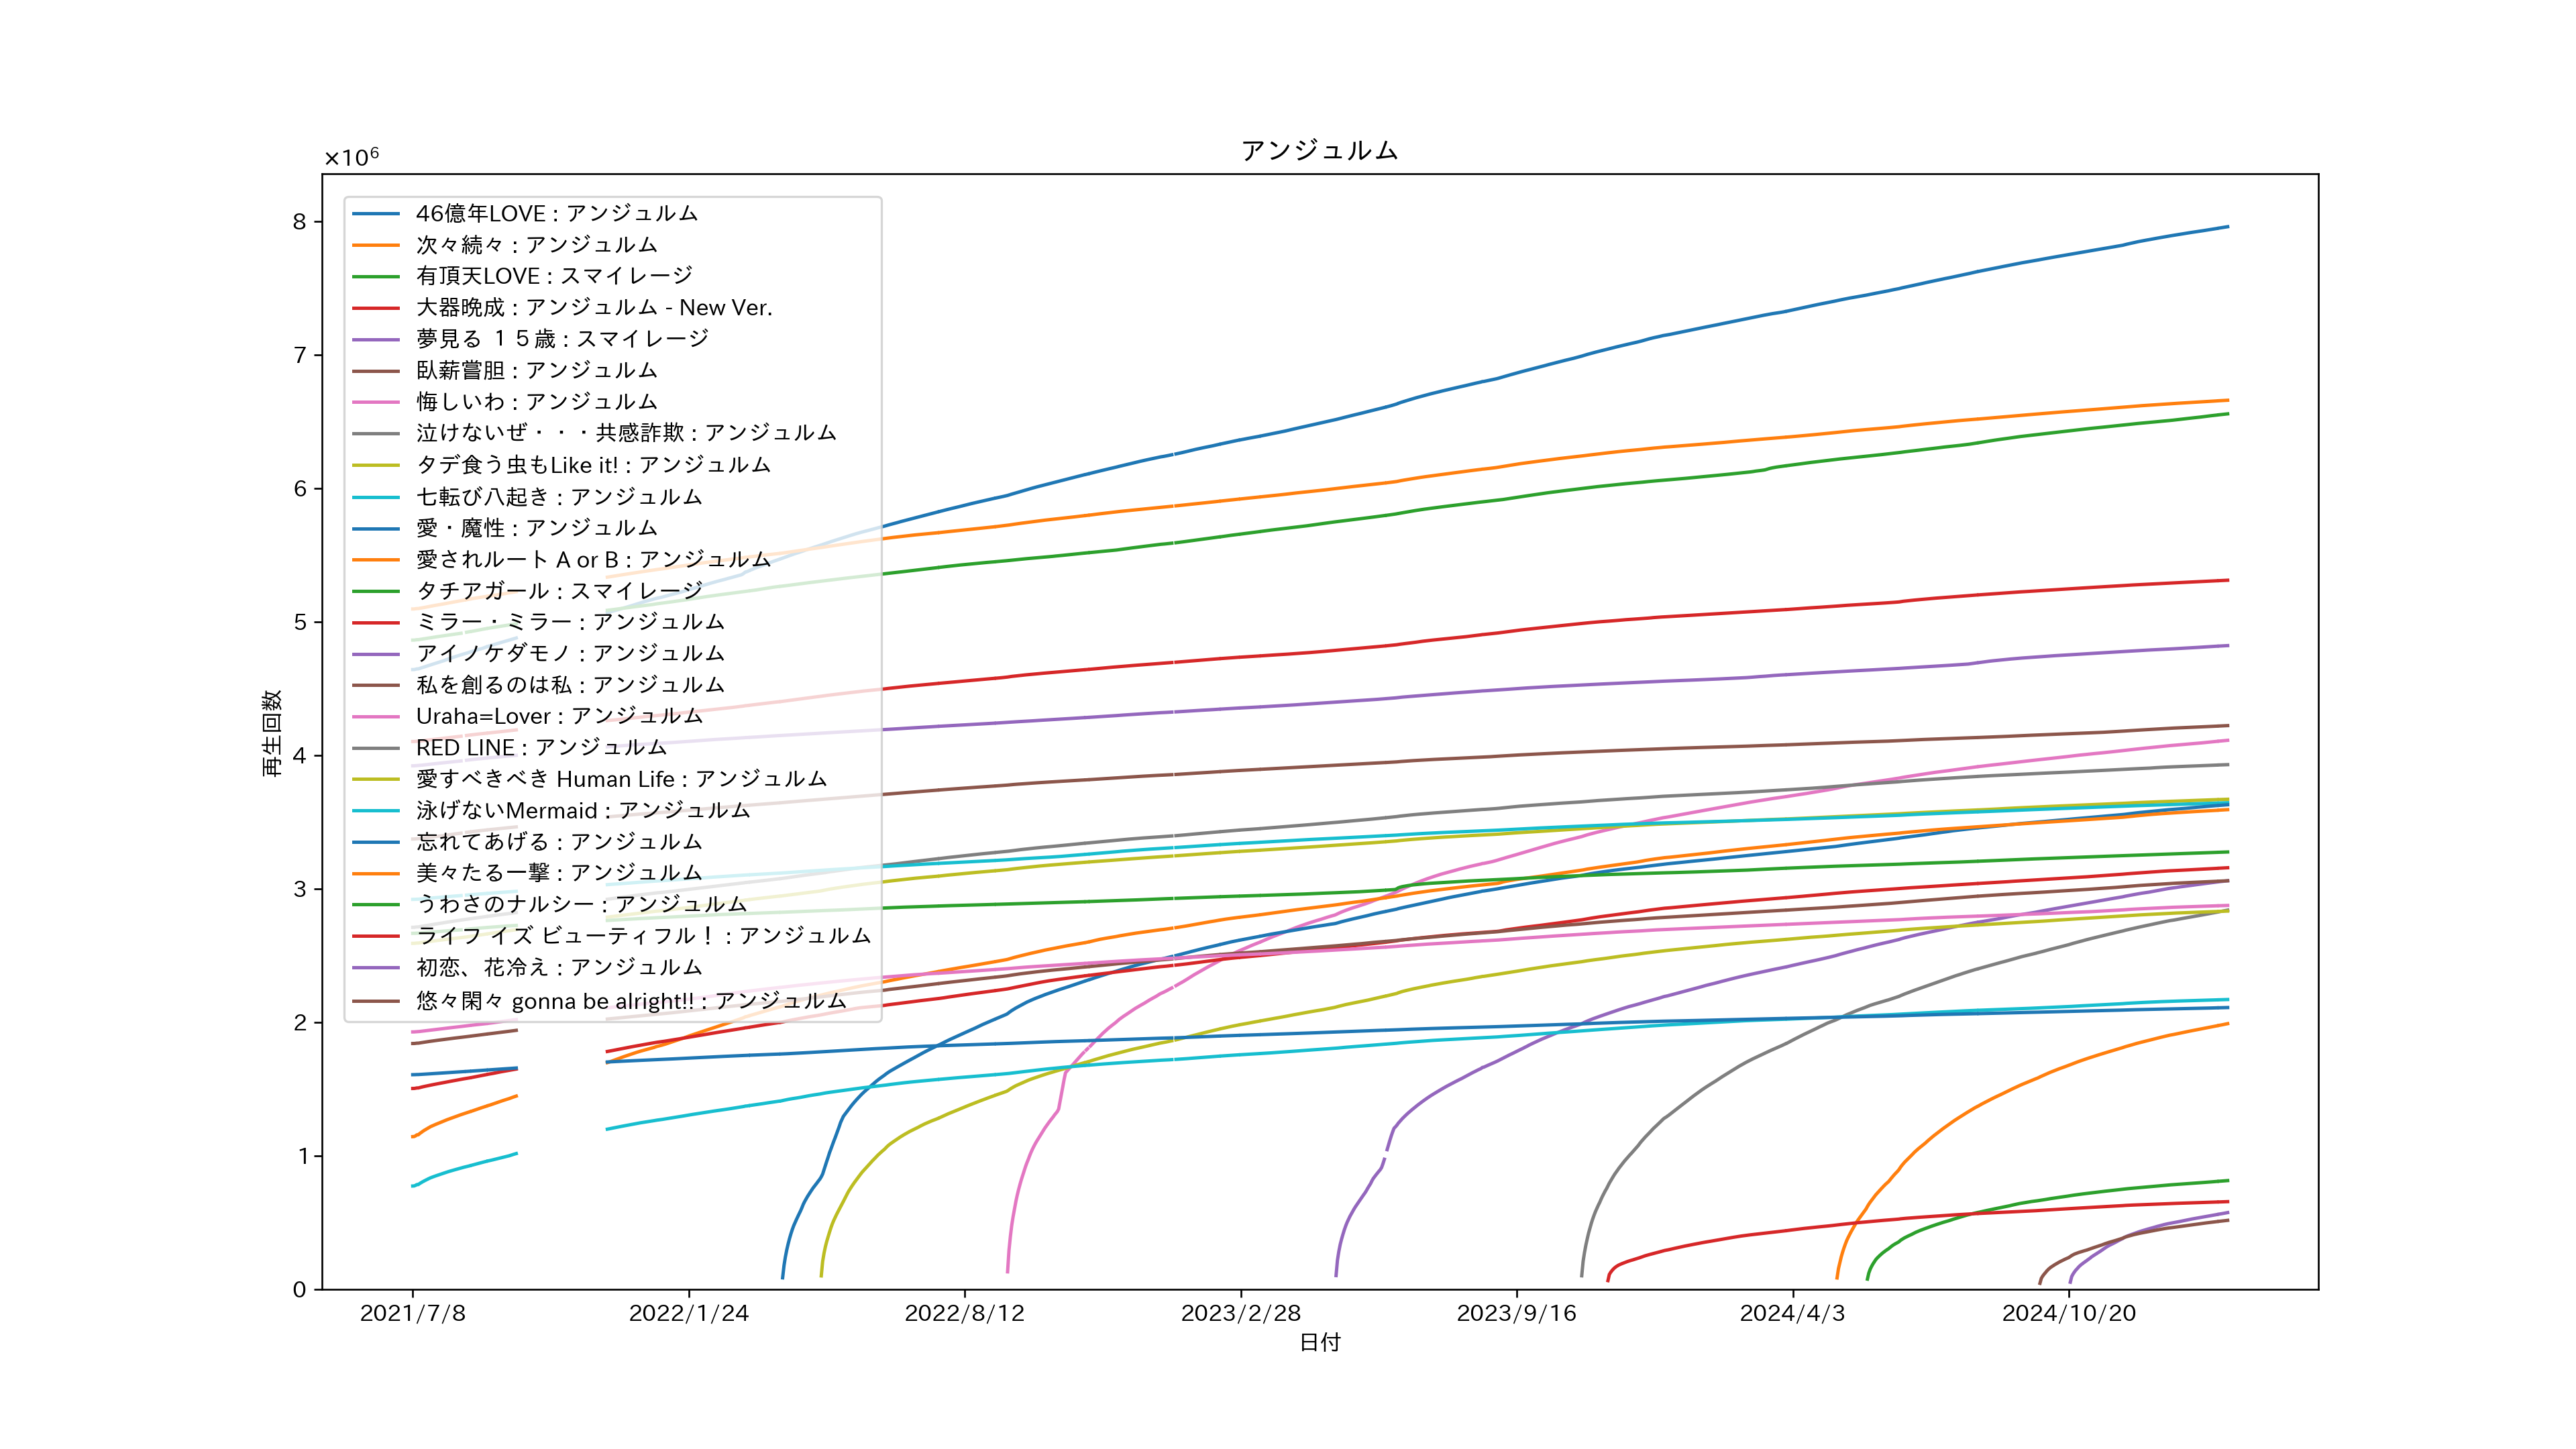 アンジュルム
×10⁶
8
7
6
5
4
3
2
1
0
再生回数
46億年LOVE : アンジュルム
次々続々 : アンジュルム
有頂天LOVE : スマイレージ
大器晩成 : アンジュルム - New Ver.
夢見る １５歳 : スマイレージ
臥薪嘗胆 : アンジュルム
悔しいわ : アンジュルム
泣けないぜ・・・共感詐欺 : アンジュルム
タデ食う虫もLike it! : アンジュルム
七転び八起き : アンジュルム
愛・魔性 : アンジュルム
愛されルート A or B : アンジュルム
タチアガール : スマイレージ
ミラー・ミラー : アンジュルム
アイノケダモノ : アンジュルム
私を創るのは私 : アンジュルム
Uraha=Lover : アンジュルム
RED LINE : アンジュルム
愛すべきべき Human Life : アンジュルム
泳げないMermaid : アンジュルム
忘れてあげる : アンジュルム
美々たる一撃 : アンジュルム
うわさのナルシー : アンジュルム
ライフ イズ ビューティフル！ : アンジュルム
初恋、花冷え : アンジュルム
悠々閑々 gonna be alright!! : アンジュルム
2021/7/8
2022/1/24
2022/8/12
2023/2/28
2023/9/16
2024/4/3
2024/10/20
日付